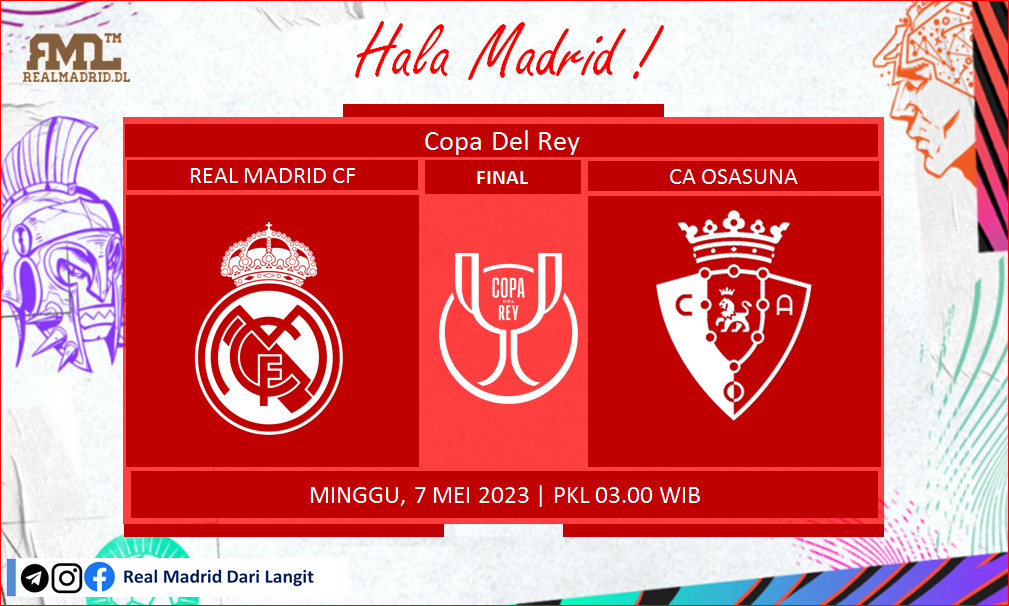 RML™
REALMADRID.DL
Hala Madrid !
Copa Del Rey
REAL MADRID CF
FINAL
CA OSASUNA
COPA
DEL
REY
C A
O
MINGGU, 7 MEI 2023 | PKL 03.00 WIB
Real Madrid Dari Langit